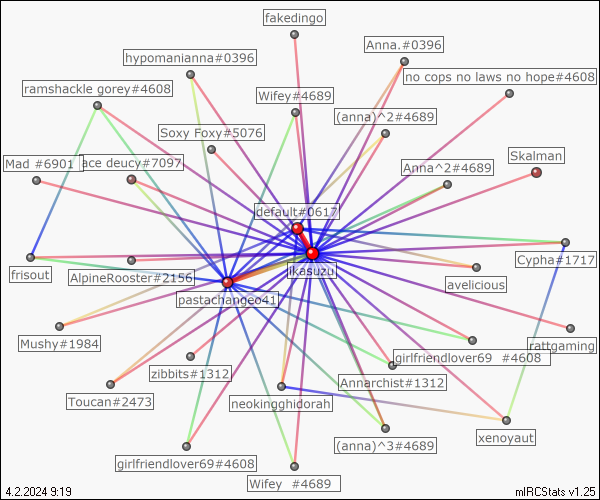 fakedingo
Anna.#0396
hypomanianna#0396
no cops no laws no hope#4608
ramshackle gorey#4608
Wifey#4689
(anna)^2#4689
Soxy Foxy#5076
Skalman
Mad #6901
ace deucy#7097
Anna^2#4689
default#0617
Cypha#1717
ikasuzu
frisout
AlpineRooster#2156
avelicious
pastachangeo41
Mushy#1984
rattgaming
girlfriendlover69 #4608
zibbits#1312
Annarchist#1312
Toucan#2473
neokingghidorah
xenoyaut
(anna)^3#4689
girlfriendlover69#4608
Wifey #4689
4.2.2024 9:19
mIRCStats v1.25